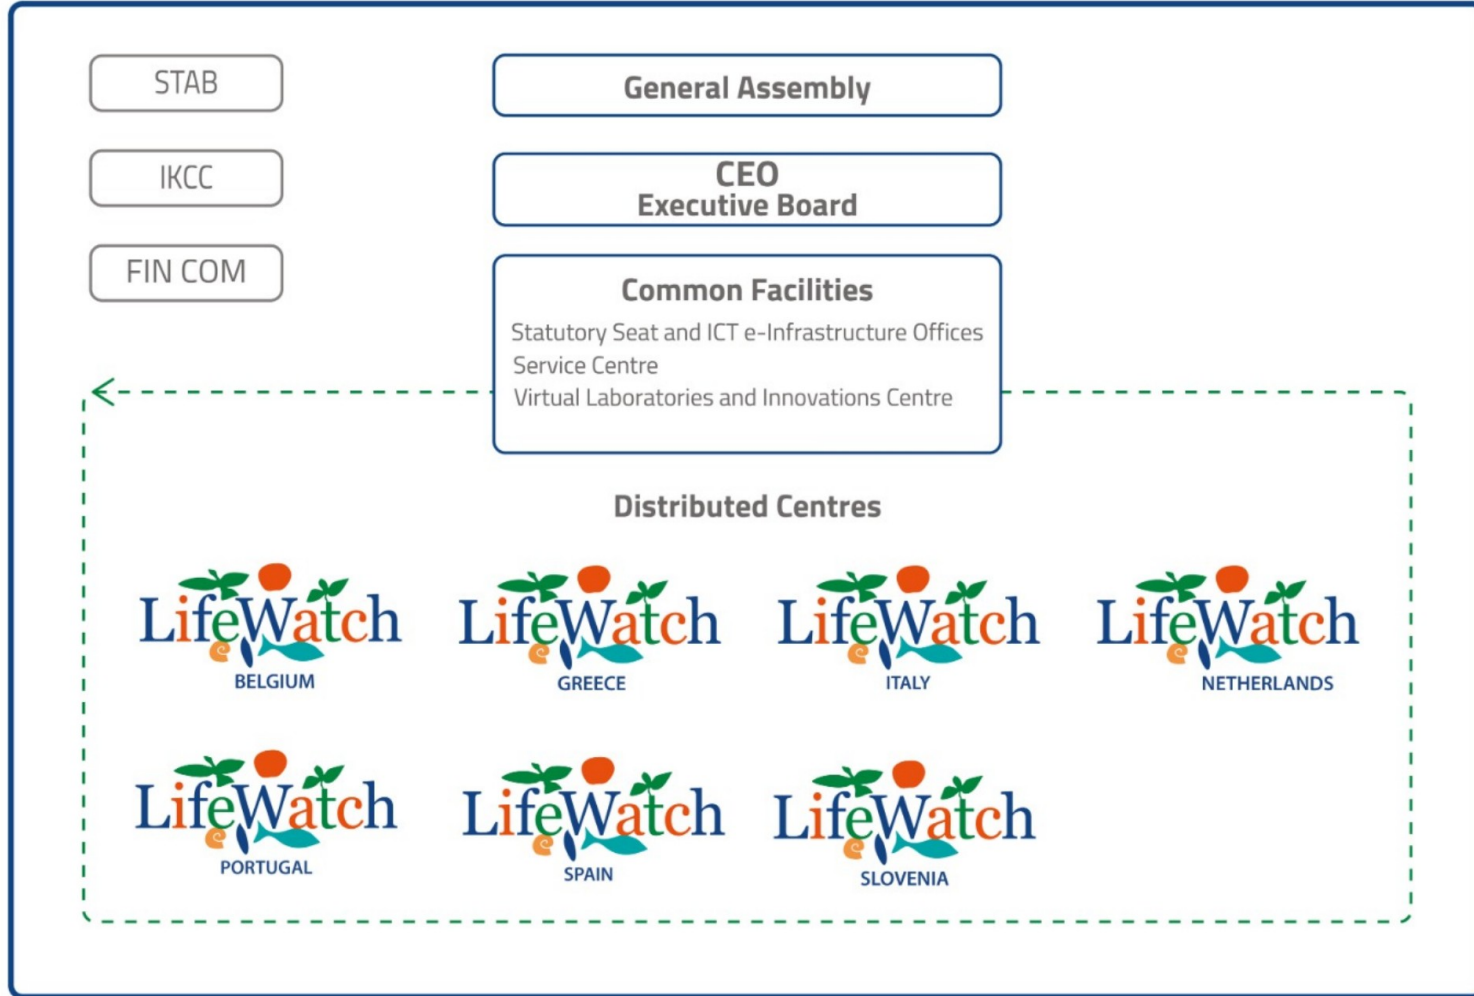 STAB
General Assembly
IKCC
CEO
Executive Board
FIN COM
Common Facilities
Statutory Seat and ICT e-Infrastructure Offices
Service Centre
Virtual Laboratories and Innovations Centre
Distributed Centres
LifeWatch
BELGIUM
LifeWatch
GREECE
LifeWatch
ITALY
LifeWatch
NETHERLANDS
LifeWatch
PORTUGAL
LifeWatch
SPAIN
LifeWatch
SLOVENIA